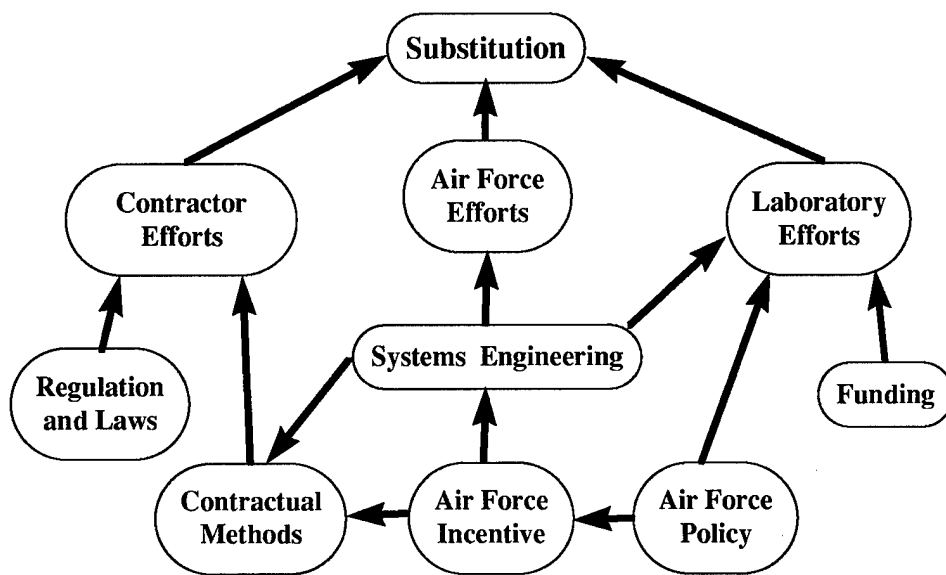 Substitution
Contractor
Efforts
Air Force
Efforts
Laboratory
Efforts
Systems Engineering
Regulation
and Laws
Funding
Contractual
Methods
Air Force
Incentive
Air Force
Policy